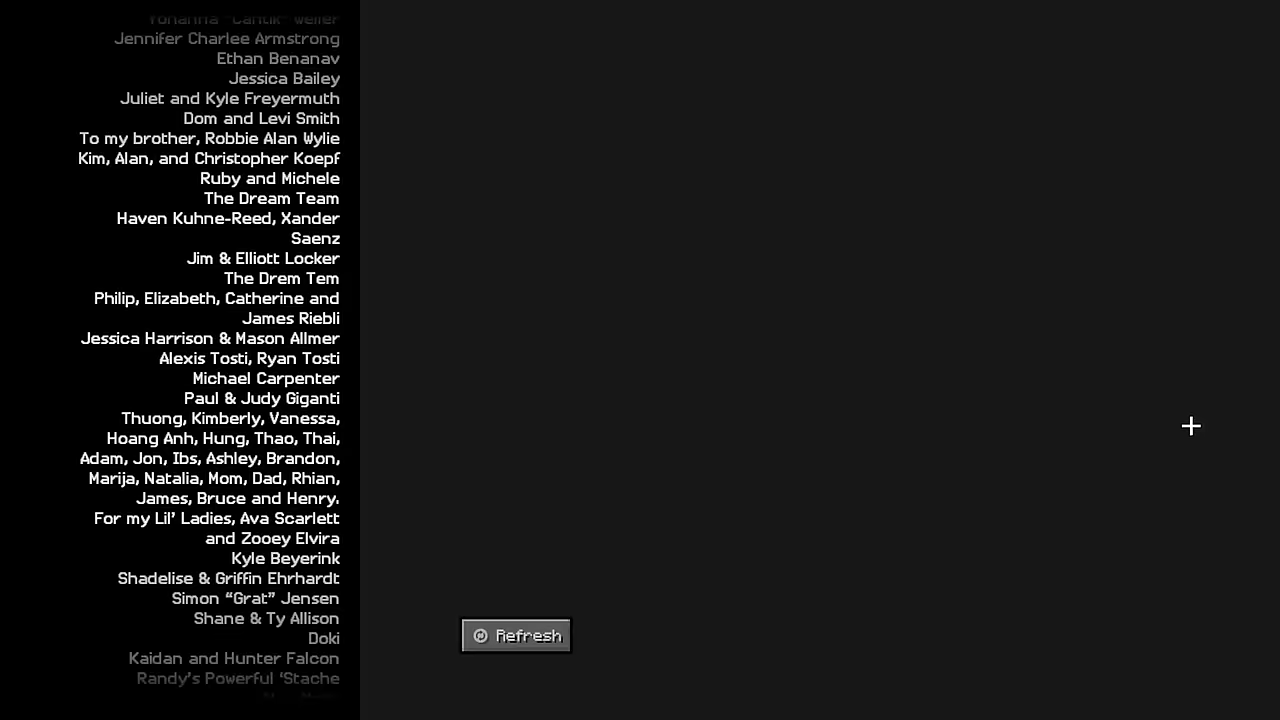 Yohanna "Cantik" Weller
Jennifer Charlee Armstrong
Ethan Benanav
Jessica Bailey
Juliet and Kyle Freyermuth
Dom and Levi Smith
To my brother, Robbie Alan Wylie
Kim, Alan, and Christopher Koepf
Ruby and Michele
The Dream Team
Haven Kuhne-Reed, Xander
Saenz
Jim & Elliott Locker
The Drem Tem
Philip, Elizabeth, Catherine and
James Riebli
Jessica Harrison & Mason Allmer
Alexis Tosti, Ryan Tosti
Michael Carpenter
Paul & Judy Giganti
Thuong, Kimberly, Vanessa,
Hoang Anh, Hung, Thao, Thai,
Adam, Jon, Ibs, Ashley, Brandon,
Marija, Natalia, Mom, Dad, Rhian,
James, Bruce and Henry.
For my Lil’ Ladies, Ava Scarlett
and Zooey Elvira
Kyle Beyerink
Shadelise & Griffin Ehrhardt
Simon “Grat” Jensen
Shane & Ty Allison
Doki
Kaidan and Hunter Falcon
Randy’s Powerful ‘Stache
Refresh